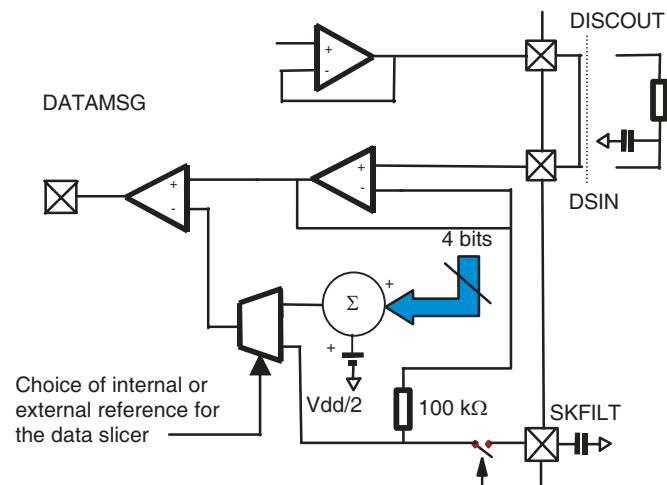 DISCOUT
+
-
DATAMSG
+
-
+
-
DSIN
4 bits
Σ
+
+
Vdd/2
Choice of internal or
external reference for
the data slicer
100 kΩ
SKFILT